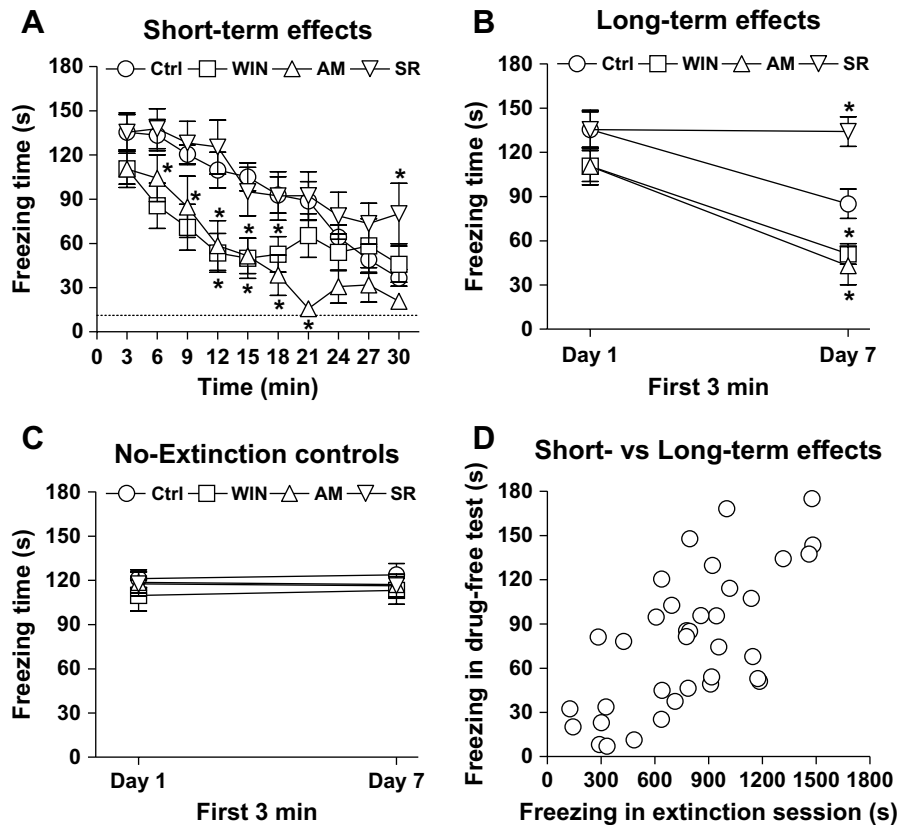 A
Short-term effects
Ctrl WIN AM SR
Freezing time (s)
180
150
120
90
60
30
0
* * * * * * * * * * *
0 3 6 9 12 15 18 21 24 27 30
Time (min)
B
Long-term effects
Ctrl WIN AM SR
Freezing time (s)
180
150
120
90
60
30
0
*
*
*
Day 1 Day 7
First 3 min
C
No-Extinction controls
Ctrl WIN AM SR
Freezing time (s)
180
150
120
90
60
30
0
Day 1 Day 7
First 3 min
D
Short- vs Long-term effects
Freezing in drug-free test (s)
180
150
120
90
60
30
0
0 300 600 900 1200 1500 1800
Freezing in extinction session (s)